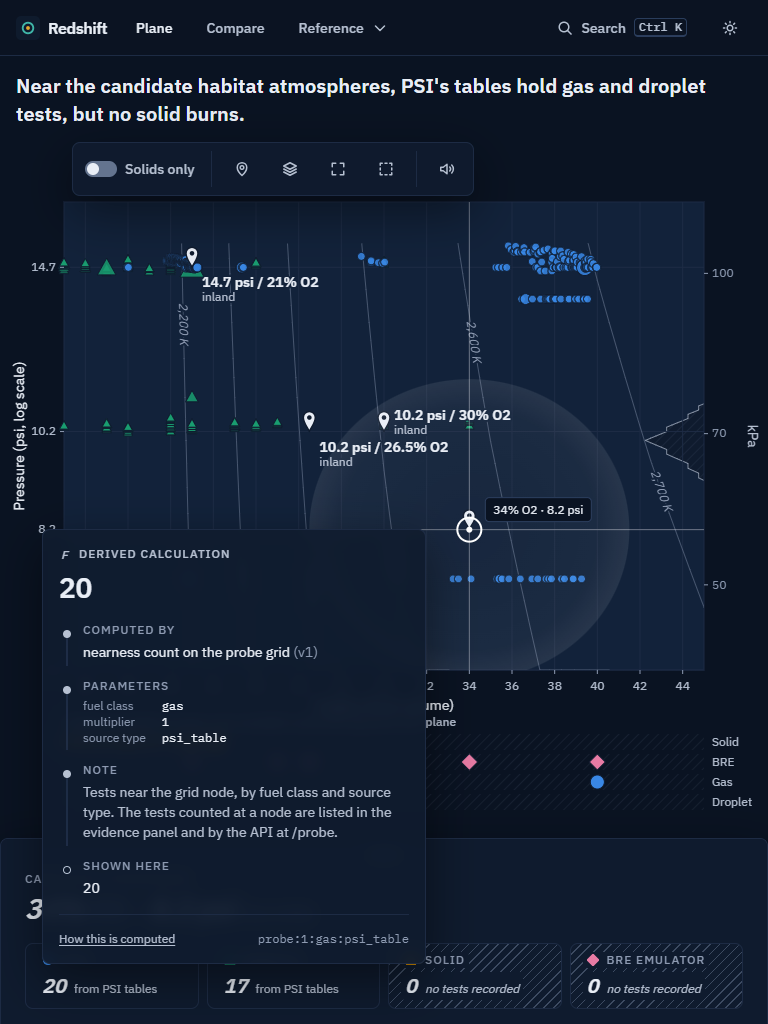 Redshift
Plane
Compare
Reference
Search
Ctrl K
Near the candidate habitat atmospheres, PSI's tables hold gas and droplet
tests, but no solid burns.
Solids only
14.7
10.2
Pressure (psi, log scale)
100
70
50
kPa
2,200 K
2,600 K
2,700 K
14.7 psi / 21% O2
inland
10.2 psi / 30% O2
inland
10.2 psi / 26.5% O2
inland
34% O2 · 8.2 psi
F DERIVED CALCULATION
20
COMPUTED BY
nearness count on the probe grid (v1)
PARAMETERS
fuel class gas
multiplier 1
source type psi_table
NOTE
Tests near the grid node, by fuel class and source
type. The tests counted at a node are listed in the
evidence panel and by the API at /probe.
SHOWN HERE
20
How this is computed
probe:1:gas:psi_table
34 36 38 40 42 44
plane
Solid
BRE
Gas
Droplet
20 from PSI tables
17 from PSI tables
SOLID
0 no tests recorded
BRE EMULATOR
0 no tests recorded